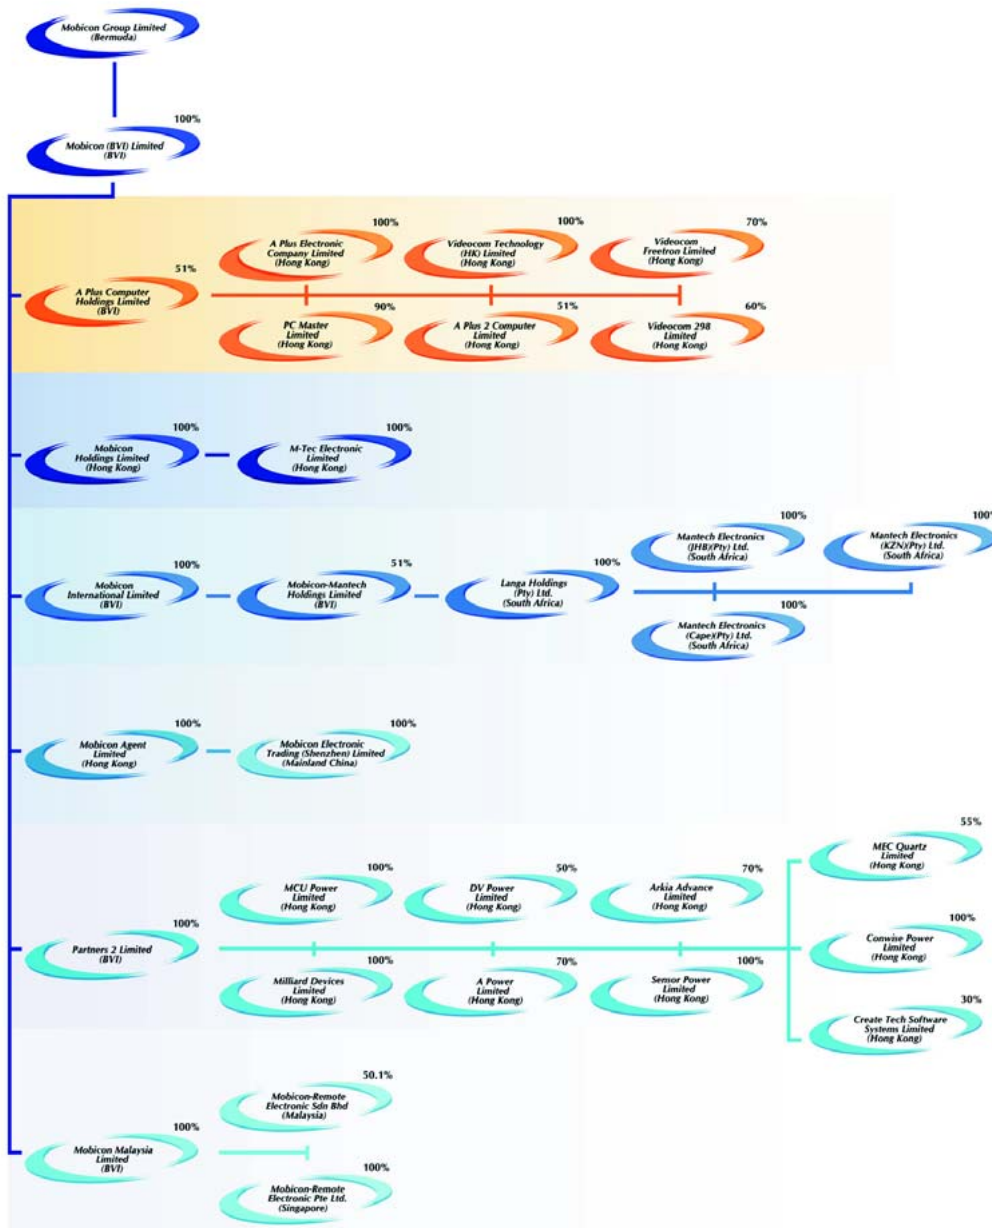 Mobicon Group Limited
(Bermuda)
100%
Mobicon (BVI) Limited
(BVI)
51%
A Plus Computer
Holdings Limited
(BVI)
100%
A Plus Electronic
Company Limited
(Hong Kong)
100%
Videocom Technology
(HK) Limited
(Hong Kong)
70%
Videocom
Freetron Limited
(Hong Kong)
90%
PC Master
Limited
(Hong Kong)
51%
A Plus 2 Computer
Limited
(Hong Kong)
60%
Videocom 298
Limited
(Hong Kong)
100%
Mobicon
Holdings Limited
(Hong Kong)
100%
M-Tec Electronic
Limited
(Hong Kong)
100%
Mobicon
International Limited
(BVI)
51%
Mobicon-Mantech
Holdings Limited
(BVI)
100%
Langa Holdings
(Pty) Ltd.
(South Africa)
100%
Mantech Electronics
(JHB)(Pty) Ltd.
(South Africa)
100%
Mantech Electronics
(KZN)(Pty) Ltd.
(South Africa)
100%
Mantech Electronics
(Cape)(Pty) Ltd.
(South Africa)
100%
Mobicon Agent
Limited
(Hong Kong)
100%
Mobicon Electronic
Trading (Shenzhen) Limited
(Mainland China)
100%
Partners 2 Limited
(BVI)
100%
MCU Power
Limited
(Hong Kong)
50%
DV Power
Limited
(Hong Kong)
70%
Arkia Advance
Limited
(Hong Kong)
100%
Milliard Devices
Limited
(Hong Kong)
70%
A Power
Limited
(Hong Kong)
100%
Sensor Power
Limited
(Hong Kong)
55%
MEC Quartz
Limited
(Hong Kong)
100%
Conwise Power
Limited
(Hong Kong)
30%
Create Tech Software
Systems Limited
(Hong Kong)
100%
Mobicon Malaysia
Limited
(BVI)
50.1%
Mobicon-Remote
Electronic Sdn Bhd
(Malaysia)
100%
Mobicon-Remote
Electronic Pte Ltd.
(Singapore)